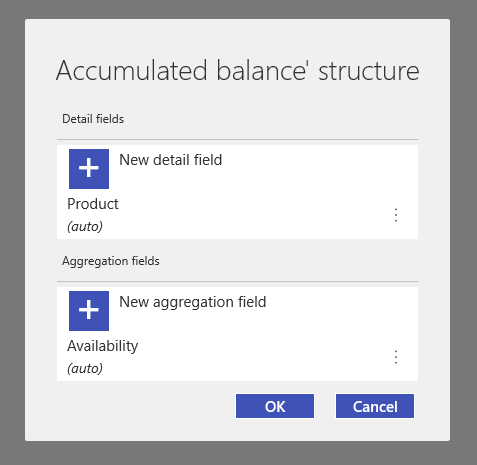 Accumulated balance' structure
Detail fields
New detail field
Product
(auto)
Aggregation fields
New aggregation field
Availability
(auto)
OK
Cancel